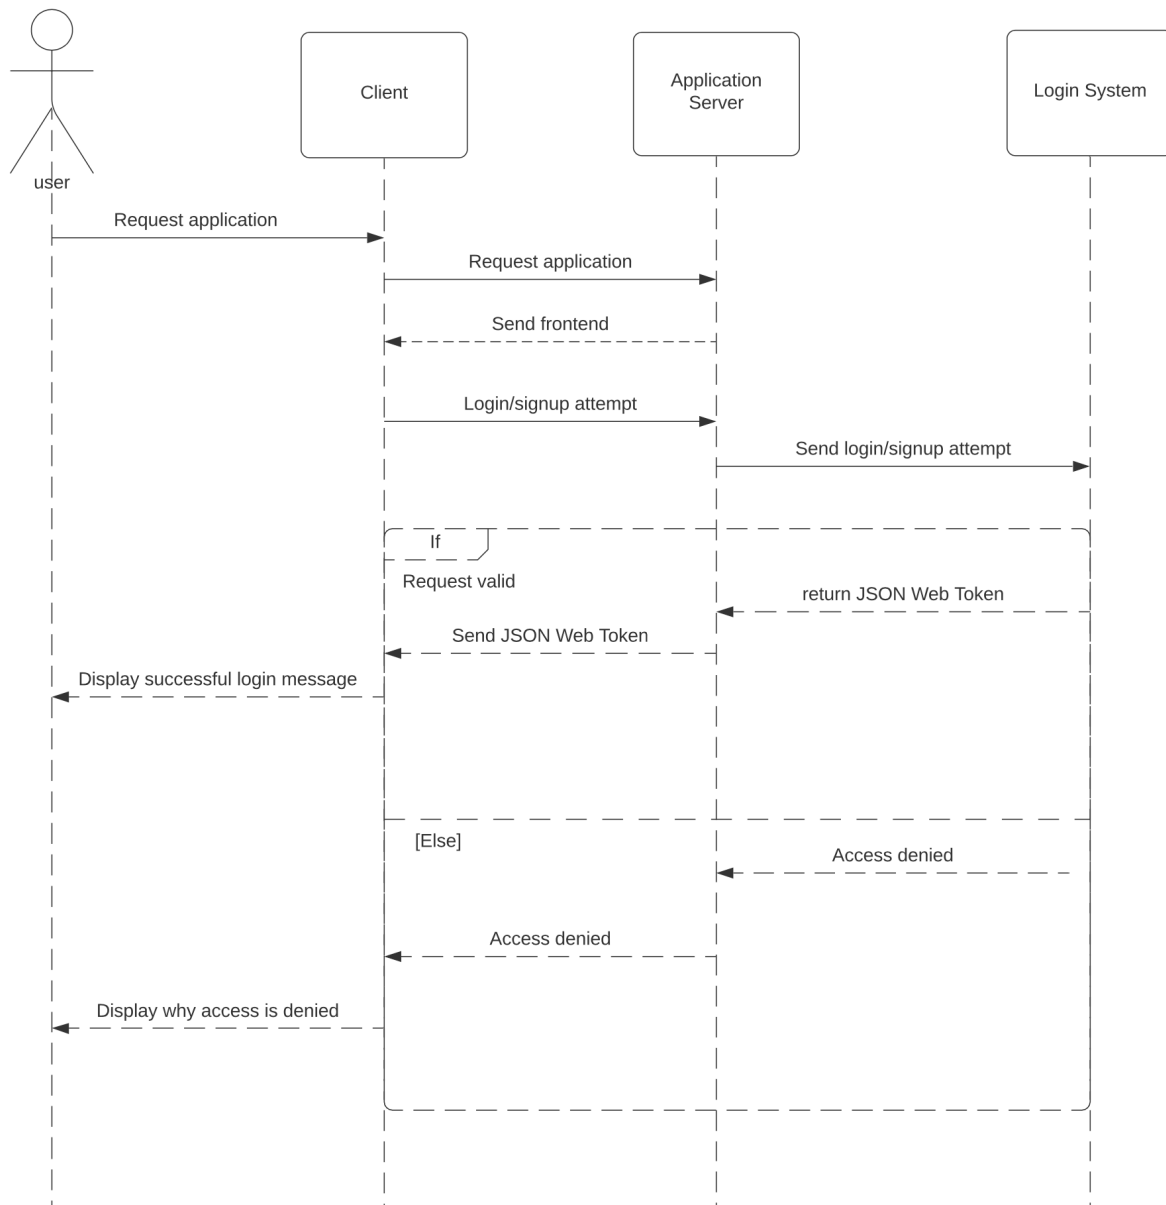 Client
Application
Server
Login System
user
Request application
Request application
Send frontend
Login/signup attempt
Send login/signup attempt
If
Request valid
return JSON Web Token
Send JSON Web Token
Display successful login message
[Else]
Access denied
Access denied
Display why access is denied